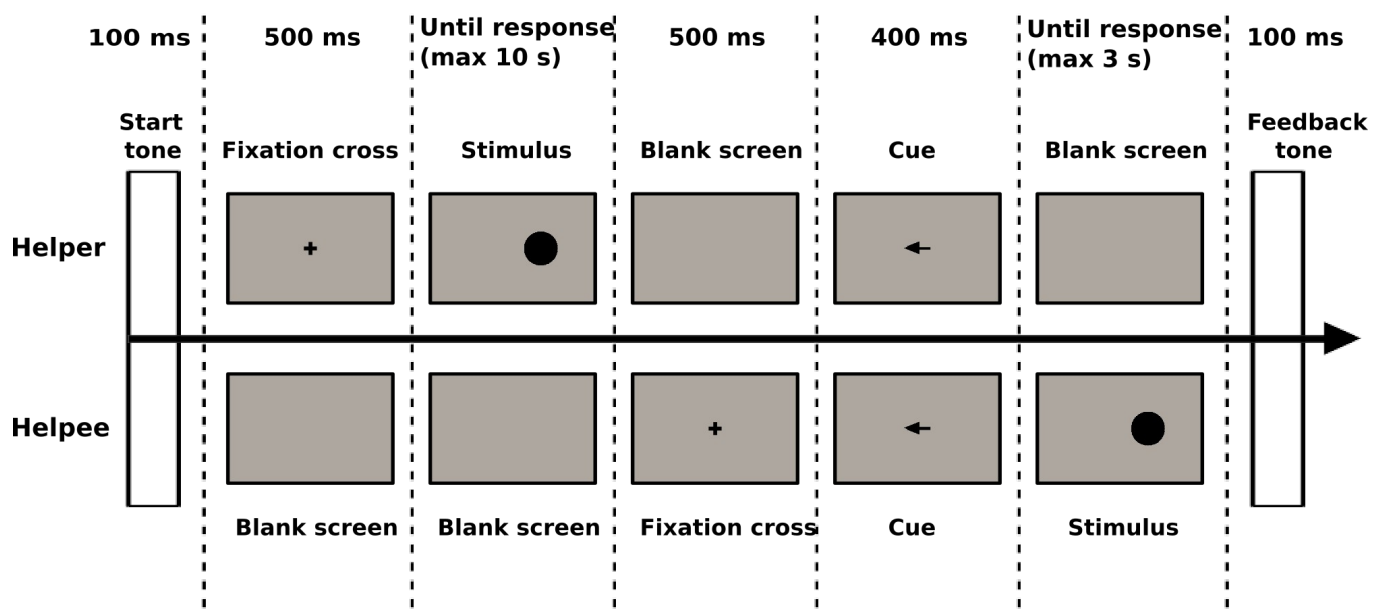 100 ms
500 ms
Until response
(max 10 s)
500 ms
400 ms
Until response
(max 3 s)
100 ms
Start
tone
Fixation cross
Stimulus
Blank screen
Cue
Blank screen
Feedback
tone
Helper
Helpee
Blank screen
Blank screen
Fixation cross
Cue
Stimulus